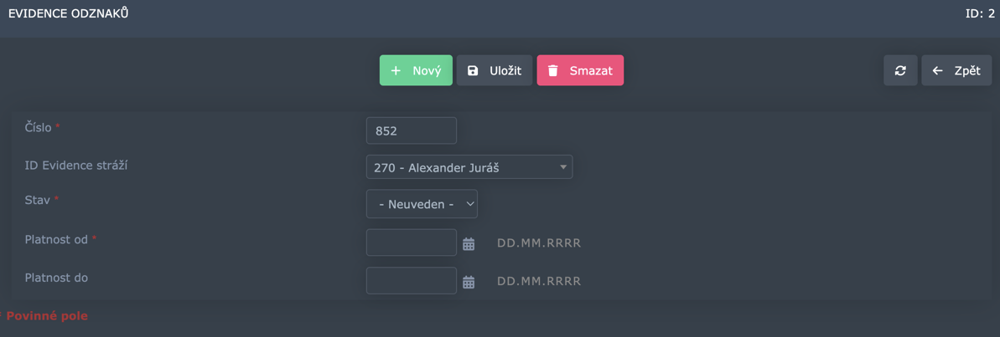 EVIDENCE ODZNAKŮ ID: 2
+ Nový Uložit Smazat Zpět
Číslo * 852
ID Evidence stráží 270 - Alexander Juráš
Stav * - Neuveden -
Platnost od * DD.MM.RRRR
Platnost do DD.MM.RRRR
* Povinné pole